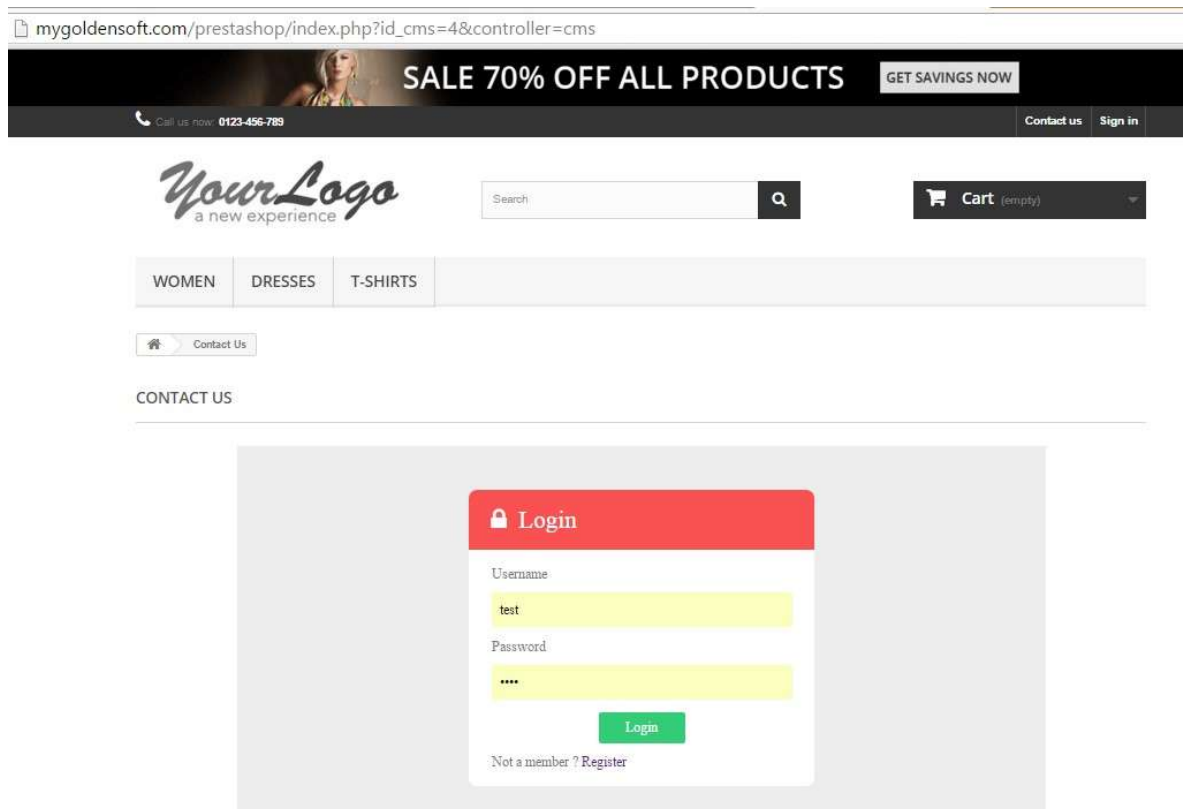 mygoldensoft.com/prestashop/index.php?id_cms=4&controller=cms
SALE 70% OFF ALL PRODUCTS GET SAVINGS NOW
Call us now: 0123-456-789 Contact us Sign in
YourLogo
a new experience
Search
Cart (empty)
WOMEN DRESSES T-SHIRTS
Contact Us
CONTACT US
Login
Username
test
Password
••••
Login
Not a member ? Register